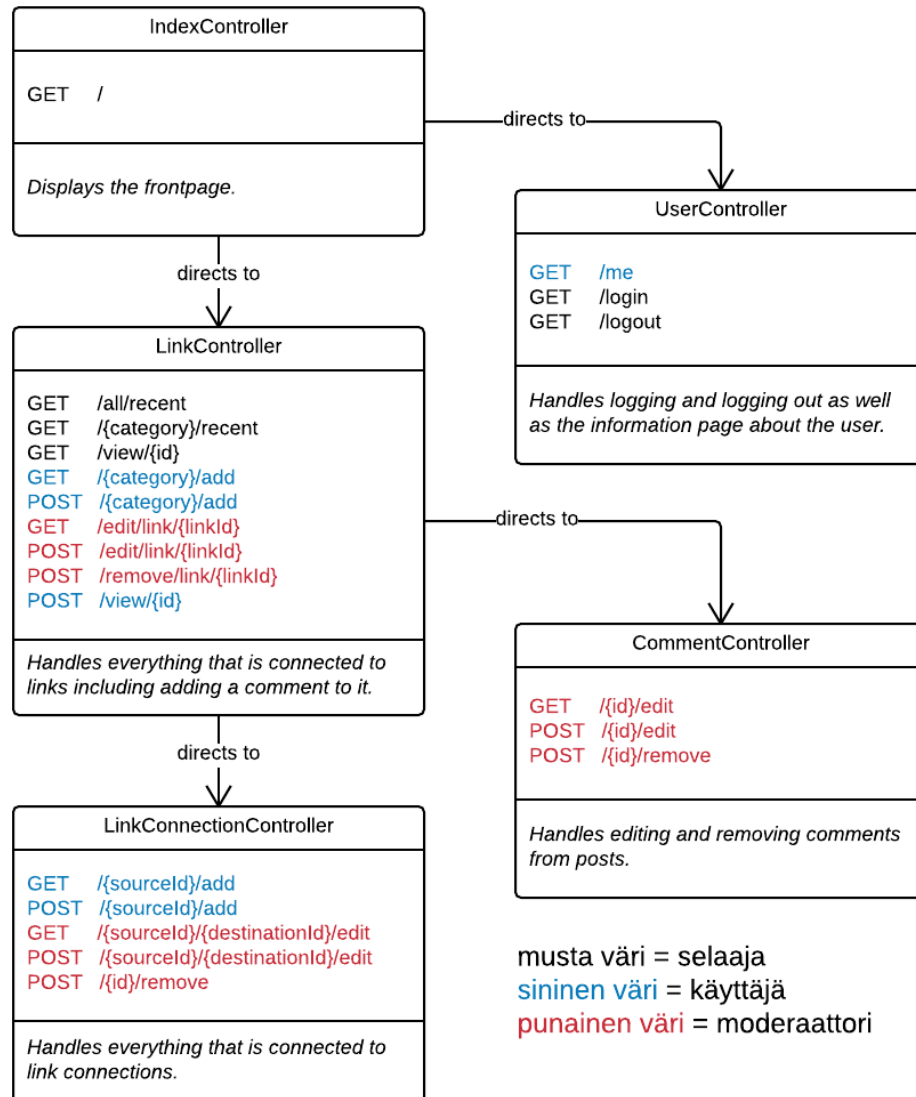 IndexController
GET /
Displays the frontpage.
directs to
UserController
GET /me
GET /login
GET /logout
Handles logging and logging out as well
as the information page about the user.
directs to
LinkController
GET /all/recent
GET /{category}/recent
GET /view/{id}
GET /{category}/add
POST /{category}/add
GET /edit/link/{linkId}
POST /edit/link/{linkId}
POST /remove/link/{linkId}
POST /view/{id}
Handles everything that is connected to
links including adding a comment to it.
directs to
CommentController
GET /{id}/edit
POST /{id}/edit
POST /{id}/remove
Handles editing and removing comments
from posts.
directs to
LinkConnectionController
GET /{sourceId}/add
POST /{sourceId}/add
GET /{sourceId}/{destinationId}/edit
POST /{sourceId}/{destinationId}/edit
POST /{id}/remove
Handles everything that is connected to
link connections.
musta väri = selaaja
sininen väri = käyttäjä
punainen väri = moderaattori